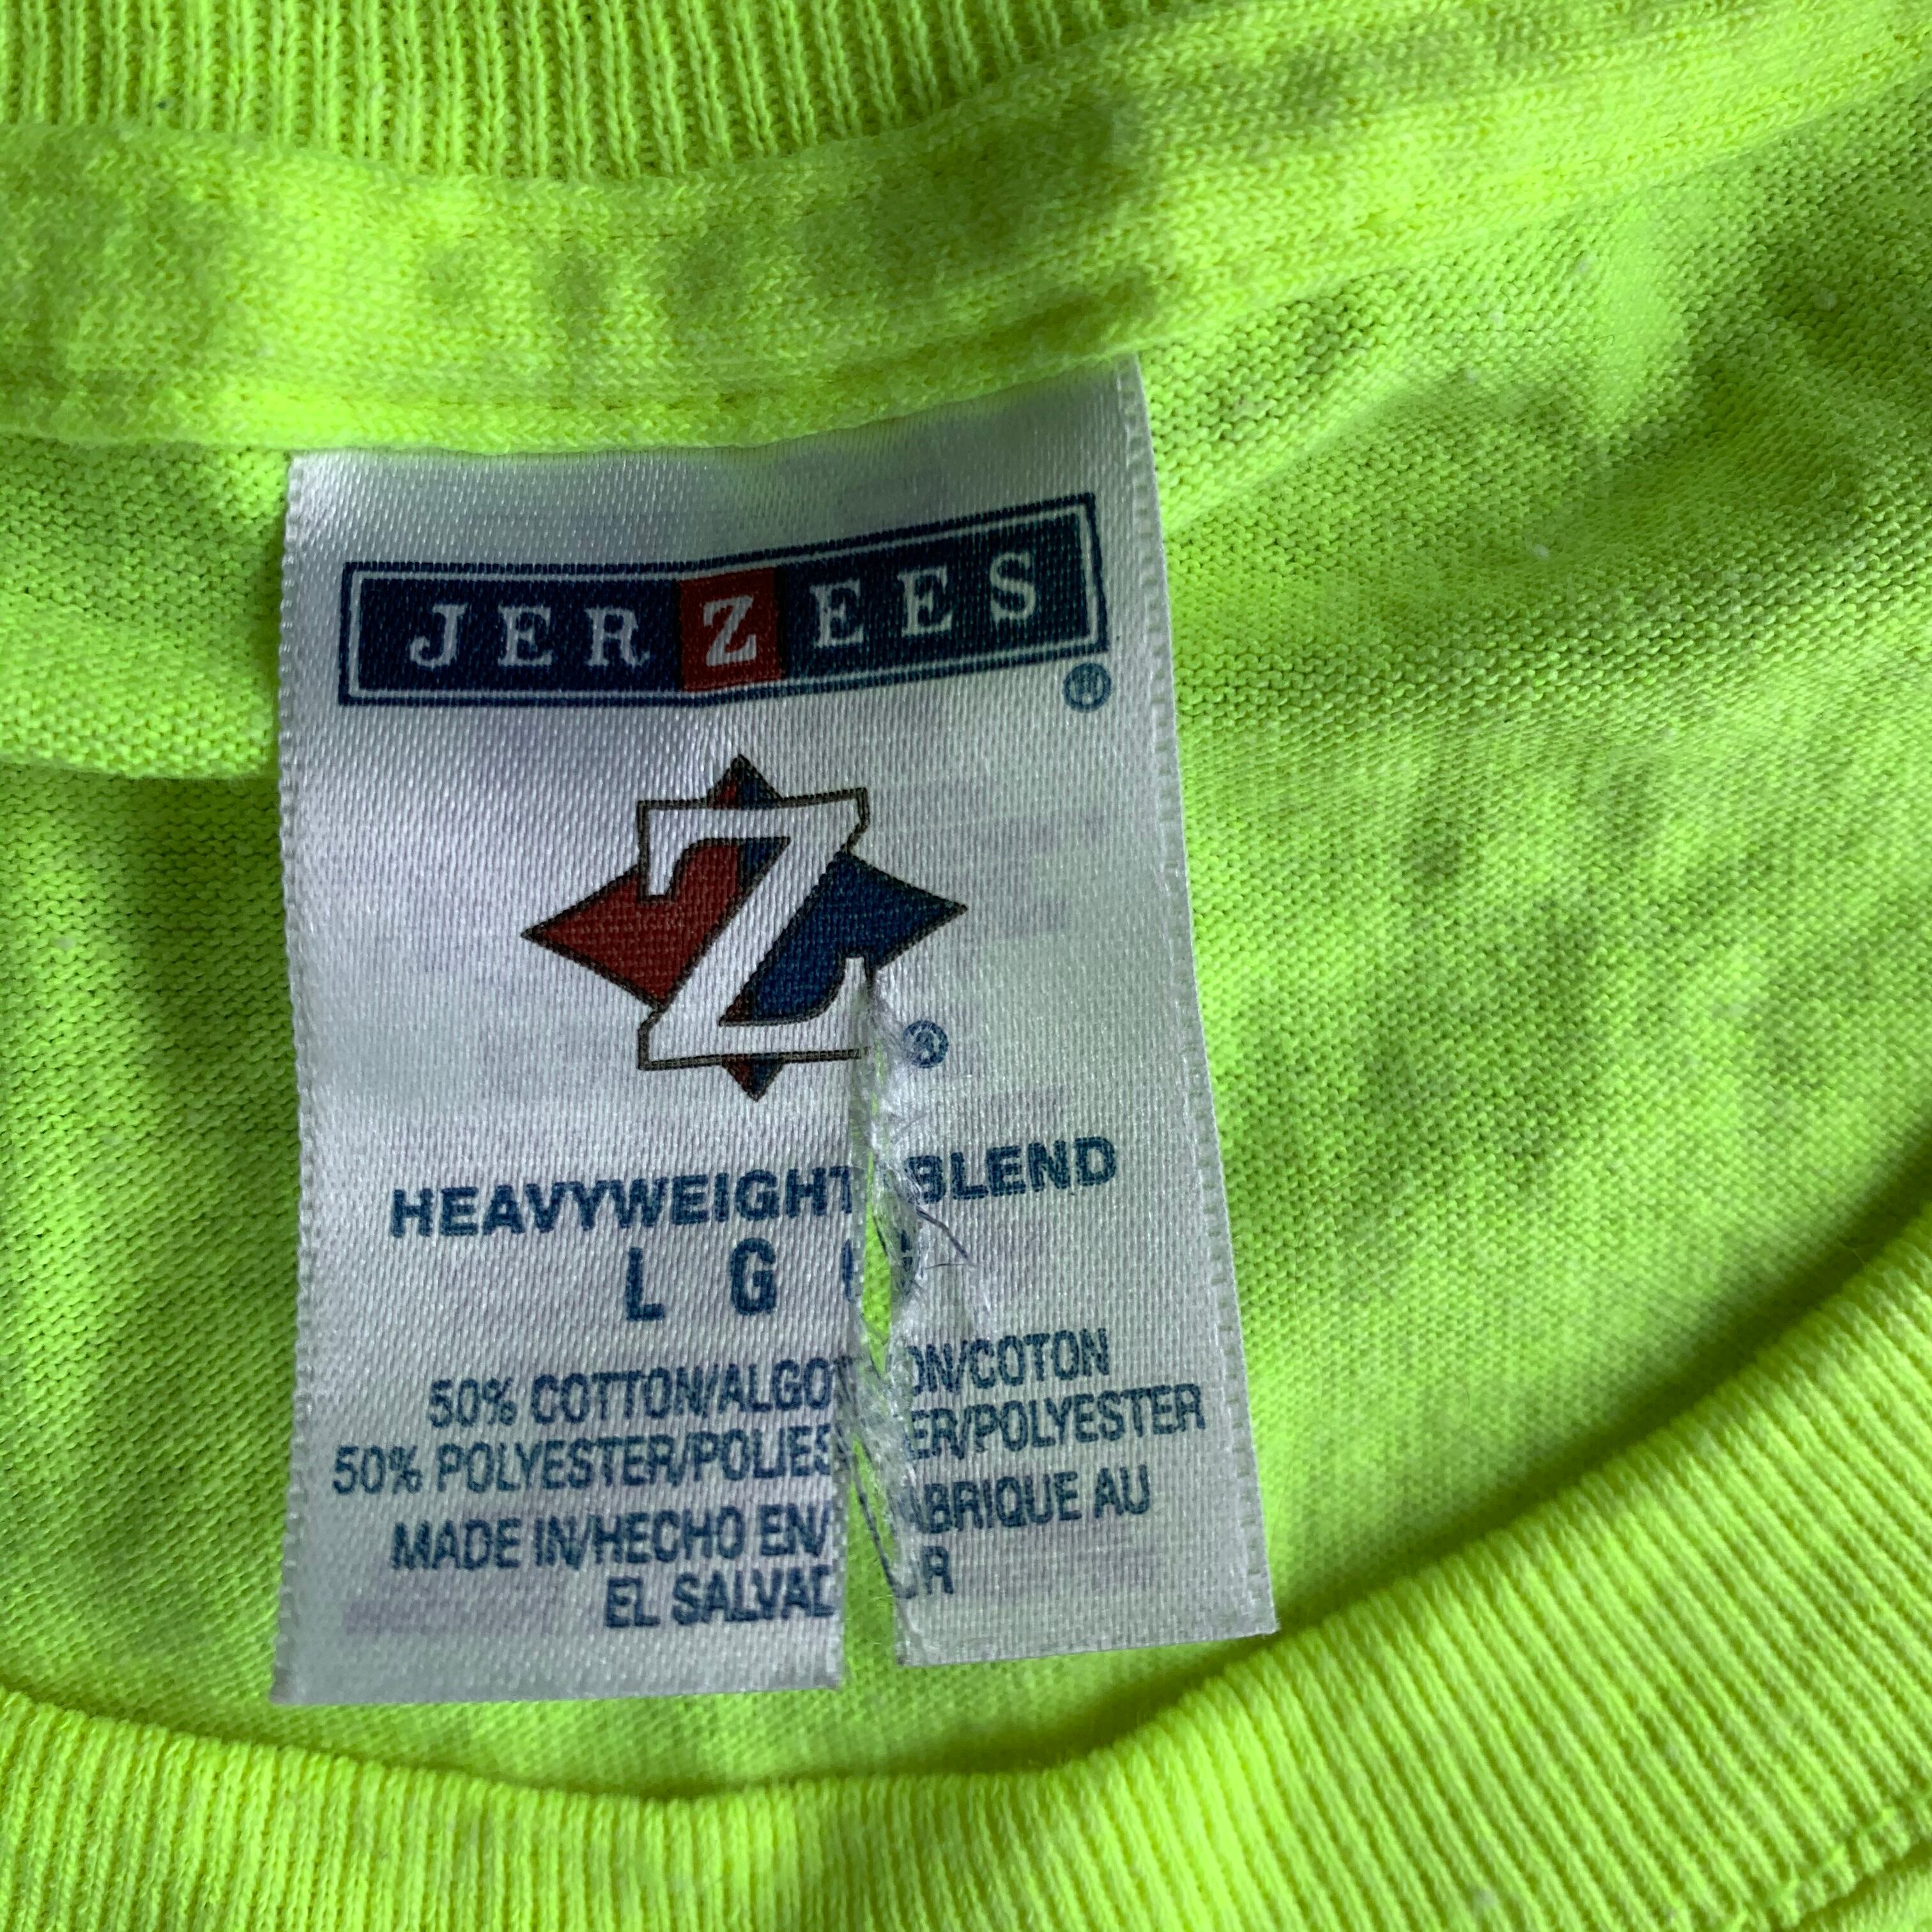 JERZEES
®
Z
®
HEAVYWEIGHT BLEND
L G
50% COTTON/ALGO ON/COTON
50% POLYESTER/POLIES ER/POLYESTER
MADE IN/HECHO EN/ ABRIQUE AU
EL SALVAD R